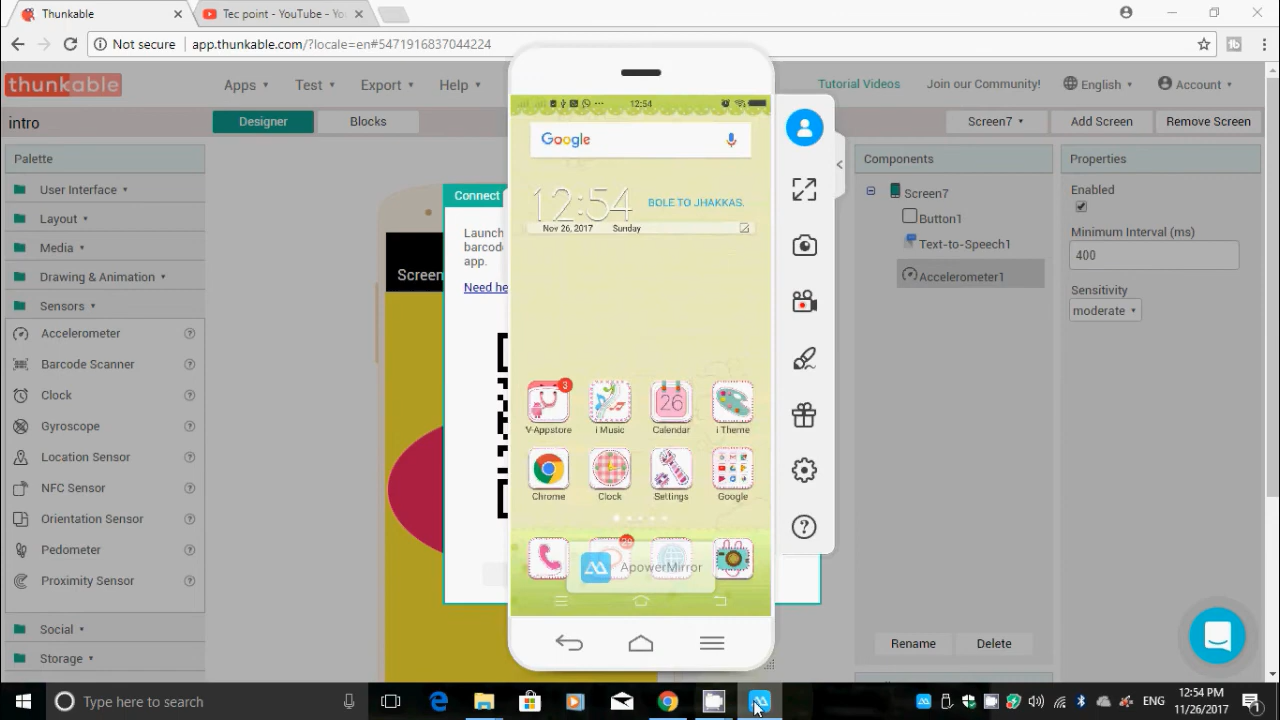 Thunkable
Tec point - YouTube - Yo
Not secure
app.thunkable.com/?locale=en#5471916837044224
thunkable
Apps
Test
Export
Help
Tutorial Videos
Join our Community!
English
Account
intro
Designer
Blocks
Screen7
Add Screen
Remove Screen
Palette
User Interface
Layout
Media
Drawing & Animation
Sensors
Accelerometer
Barcode Scanner
Clock
Gyroscope
Location Sensor
NFC Sensor
Orientation Sensor
Pedometer
Proximity Sensor
Social
Storage
Screen
Connect
Launc
barcode
app.
Need he
12:54
Google
12:54
BOLE TO JHAKKAS.
Nov 26, 2017 Sunday
3
V-Appstore
i Music
26
Calendar
i Theme
Chrome
Clock
Settings
Google
ApowerMirror
Components
Screen7
Button1
Text-to-Speech1
Accelerometer1
Rename
Delete
Properties
Enabled
Minimum Interval (ms)
400
Sensitivity
moderate
Type here to search
ENG
12:54 PM
11/26/2017
1